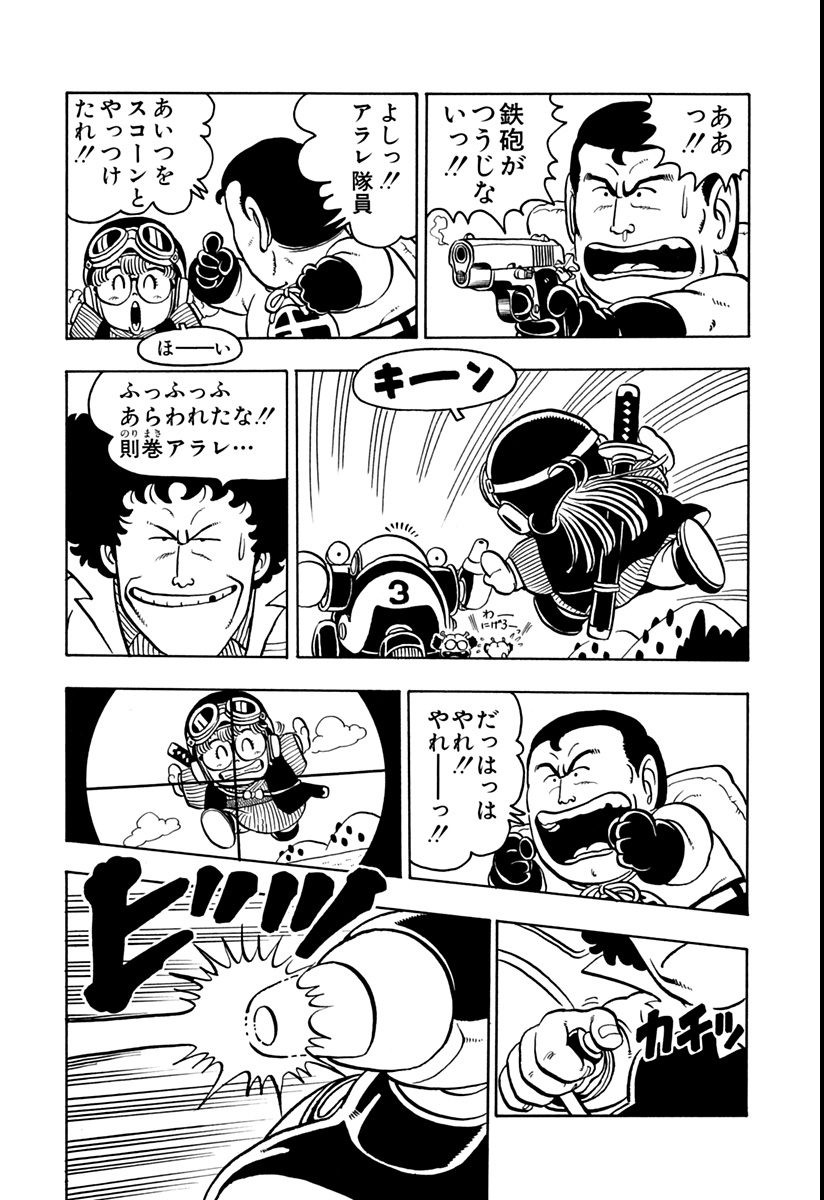 ああ
っ!!
鉄砲が
つうじな
いっ!!
よしっ!!
アラレ隊員
あいつを
スコーンと
やっつけ
たれ!!
ほーーい
キーン
わー
にげろーっ
3
ふっふっふ
あらわれたな!!
則巻アラレ…
のりまき
だっはっは
やれ!!
やれーーっ!!
カチッ
ビッ